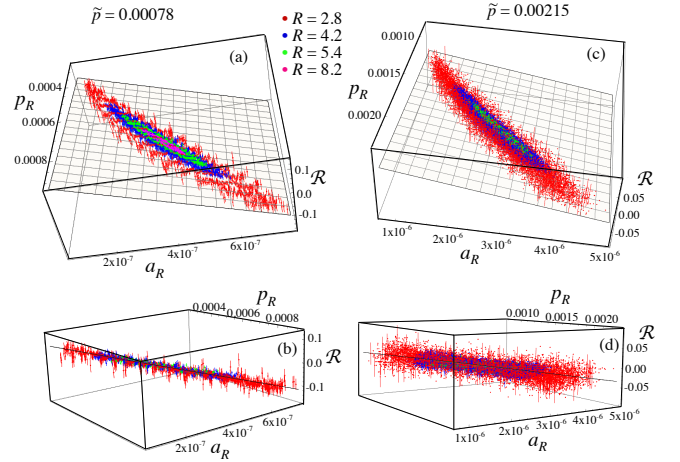 p̃ = 0.00078
R = 2.8
R = 4.2
R = 5.4
R = 8.2
p̃ = 0.00215
(a)
0.0004
p_R
0.0006
0.0008
0.1
ℛ
0.0
-0.1
2x10⁻⁷
4x10⁻⁷
6x10⁻⁷
a_R
(c)
0.0010
0.0015
p_R
0.0020
ℛ
0.05
0.00
-0.05
1x10⁻⁶
2x10⁻⁶
3x10⁻⁶
4x10⁻⁶
5x10⁻⁶
a_R
p_R
0.0004
0.0006
0.0008
0.1
ℛ
(b)
0.0
-0.1
2x10⁻⁷
4x10⁻⁷
6x10⁻⁷
a_R
p_R
0.0010
0.0015
0.0020
ℛ
(d)
0.05
0.00
-0.05
1x10⁻⁶
2x10⁻⁶
3x10⁻⁶
4x10⁻⁶
5x10⁻⁶
a_R